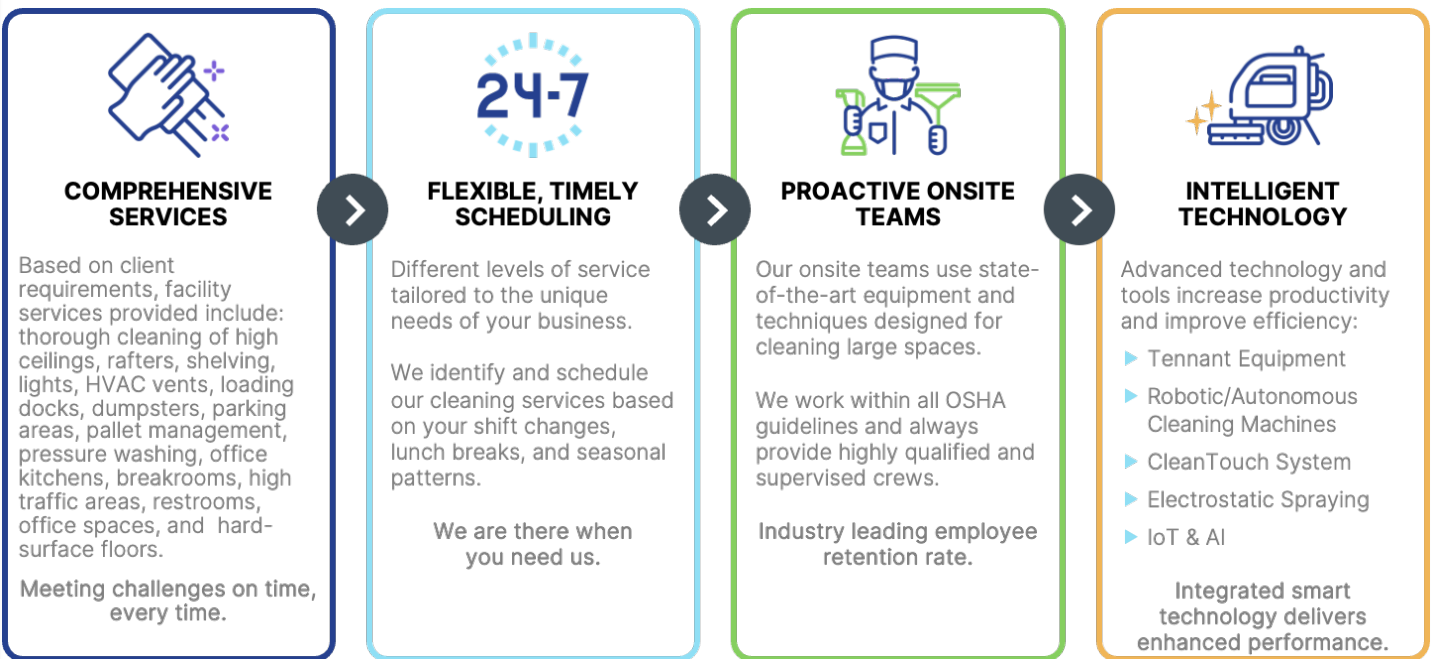 COMPREHENSIVE
SERVICES
Based on client
requirements, facility
services provided include:
thorough cleaning of high
ceilings, rafters, shelving,
lights, HVAC vents, loading
docks, dumpsters, parking
areas, pallet management,
pressure washing, office
kitchens, breakrooms, high
traffic areas, restrooms,
office spaces, and  hard-
surface floors.
Meeting challenges on time,
every time.
24-7
FLEXIBLE, TIMELY
SCHEDULING
Different levels of service
tailored to the unique
needs of your business.
We identify and schedule
our cleaning services based
on your shift changes,
lunch breaks, and seasonal
patterns.
We are there when
you need us.
PROACTIVE ONSITE
TEAMS
Our onsite teams use state-
of-the-art equipment and
techniques designed for
cleaning large spaces.
We work within all OSHA
guidelines and always
provide highly qualified and
supervised crews.
Industry leading employee
retention rate.
INTELLIGENT
TECHNOLOGY
Advanced technology and
tools increase productivity
and improve efficiency:
Tennant Equipment
Robotic/Autonomous
Cleaning Machines
CleanTouch System
Electrostatic Spraying
IoT & AI
Integrated smart
technology delivers
enhanced performance.